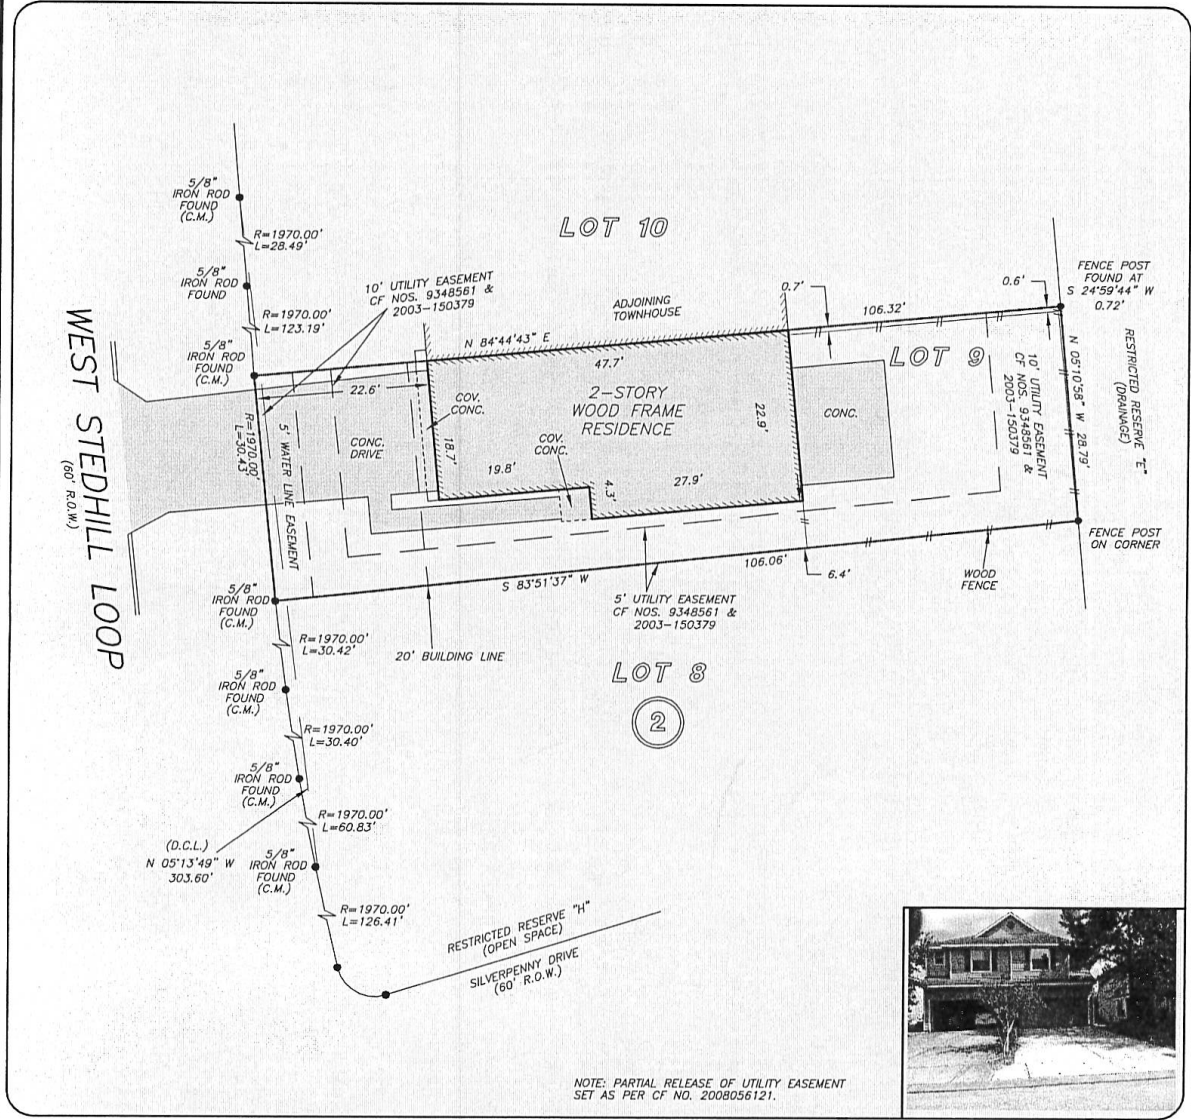 5/8"
IRON ROD
FOUND
(C.M.)
R=1970.00'
L=28.49'
5/8"
IRON ROD
FOUND
R=1970.00'
L=123.19'
5/8"
IRON ROD
FOUND
(C.M.)
10' UTILITY EASEMENT
CF NOS. 9348561 &
2003-150379
LOT 10
ADJOINING
TOWNHOUSE
0.7'
106.32'
0.6'
FENCE POST
FOUND AT
S 24°59'44" W
0.72'
N 84°44'43" E
47.7'
LOT 9
WEST STEDHILL LOOP
(60' R.O.W.)
R=1970.00'
L=30.43'
5' WATER LINE EASEMENT
22.6'
CONC.
DRIVE
COV.
CONC.
18.7'
2-STORY
WOOD FRAME
RESIDENCE
19.8'
COV.
CONC.
4.3'
27.9'
22.9'
CONC.
10' UTILITY EASEMENT
CF NOS. 9348561 &
2003-150379
N 05°10'58" W 28.79'
RESTRICTED RESERVE "E"
(DRAINAGE)
FENCE POST
ON CORNER
WOOD
FENCE
S 83°51'37" W
106.06'
6.4'
5' UTILITY EASEMENT
CF NOS. 9348561 &
2003-150379
20' BUILDING LINE
LOT 8
2
5/8"
IRON ROD
FOUND
(C.M.)
R=1970.00'
L=30.42'
5/8"
IRON ROD
FOUND
(C.M.)
R=1970.00'
L=30.40'
5/8"
IRON ROD
FOUND
(C.M.)
R=1970.00'
L=60.83'
(D.C.L.)
N 05°13'49" W
303.60'
5/8"
IRON ROD
FOUND
(C.M.)
R=1970.00'
L=126.41'
RESTRICTED RESERVE "H"
(OPEN SPACE)
SILVERPENNY DRIVE
(60' R.O.W.)
NOTE: PARTIAL RELEASE OF UTILITY EASEMENT
SET AS PER CF NO. 2008056121.